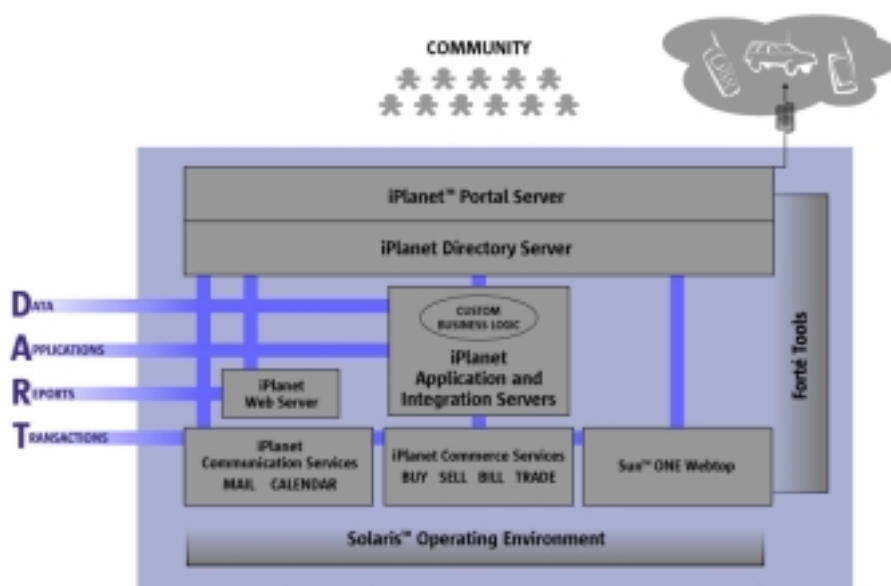 COMMUNITY
iPlanet™ Portal Server
iPlanet Directory Server
DATA
CUSTOM
BUSINESS LOGIC
APPLICATIONS
iPlanet
Application and
Integration Servers
REPORTS
iPlanet
Web Server
Forté Tools
TRANSACTIONS
iPlanet
Communication Services
MAIL CALENDAR
iPlanet Commerce Services
BUY SELL BILL TRADE
Sun™ ONE Webtop
Solaris™ Operating Environment